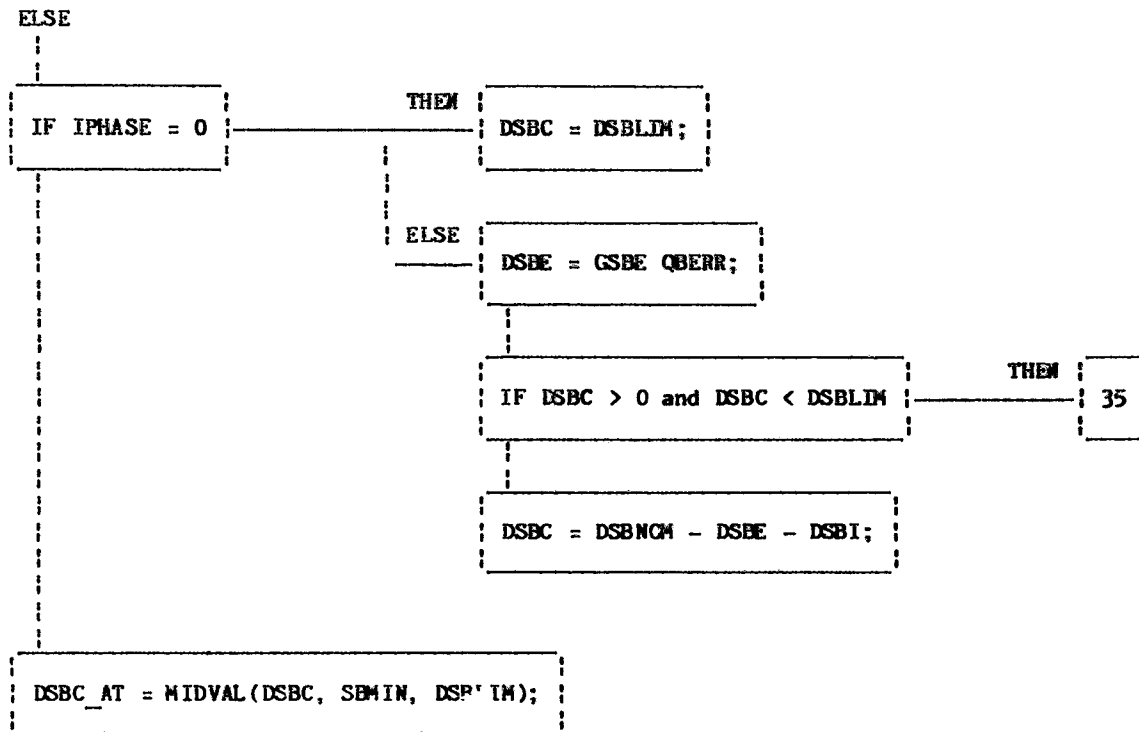 ELSE
THEN
IF IPHASE = 0
DSBC = DSBLIM;
ELSE
DSBE = GSBE QBERR;
THEN
IF DSBC > 0 and DSBC < DSBLIM
35
DSBC = DSBNOM - DSBE - DSBI;
DSBC_AT = MIDVAL(DSBC, SBMIN,